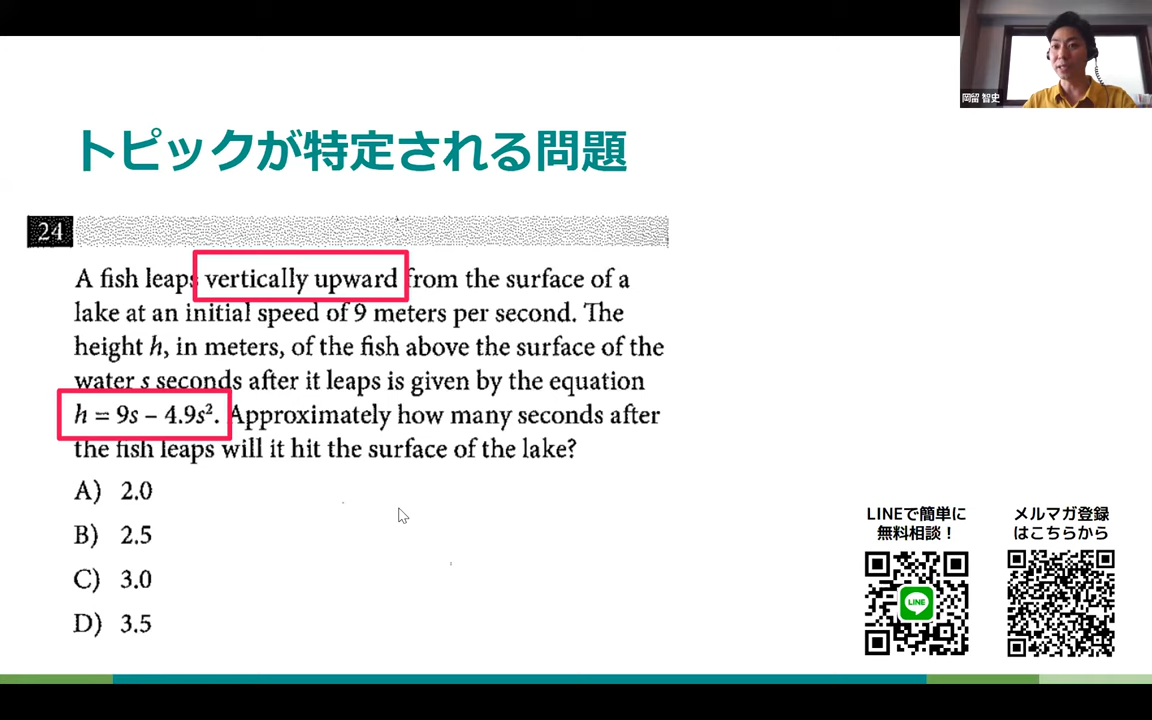 岡留 智史
トピックが特定される問題
24
A fish leaps vertically upward from the surface of a
lake at an initial speed of 9 meters per second. The
height h, in meters, of the fish above the surface of the
water s seconds after it leaps is given by the equation
h = 9s – 4.9s². Approximately how many seconds after
the fish leaps will it hit the surface of the lake?
A) 2.0
B) 2.5
C) 3.0
D) 3.5
LINEで簡単に
無料相談！
LINE
メルマガ登録
はこちらから